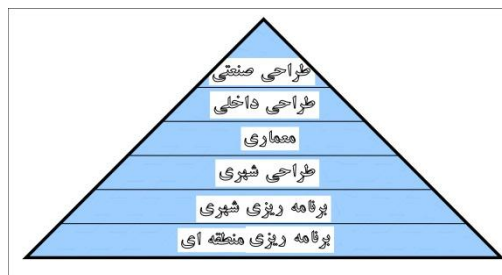 طراحی صنعتی
طراحی داخلی
معماری
طراحی شهری
برنامه ریزی شهری
برنامه ریزی منطقه ای